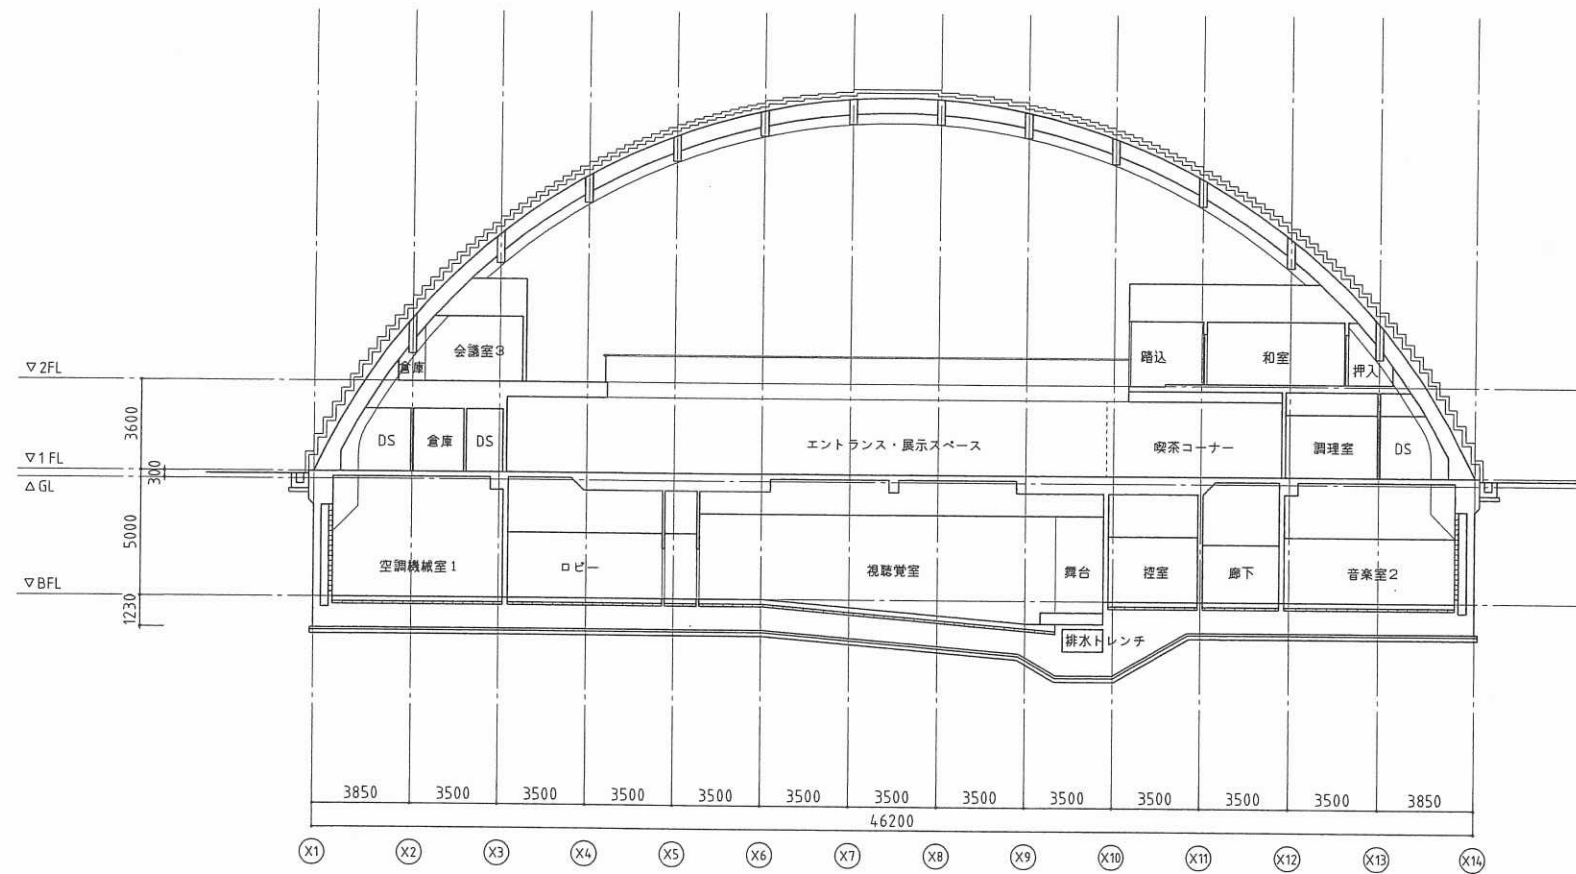 ▽2FL
倉庫
会議室3
踏込
和室
押入
3600
DS
倉庫
DS
エントランス・展示スペース
喫茶コーナー
調理室
DS
▽1FL
300
△GL
5000
空調機械室1
ロビー
視聴覚室
舞台
控室
廊下
音楽室2
▽BFL
1230
排水トレンチ
3850
3500
3500
3500
3500
3500
3500
3500
3500
3500
3500
3500
3850
46200
X1
X2
X3
X4
X5
X6
X7
X8
X9
X10
X11
X12
X13
X14